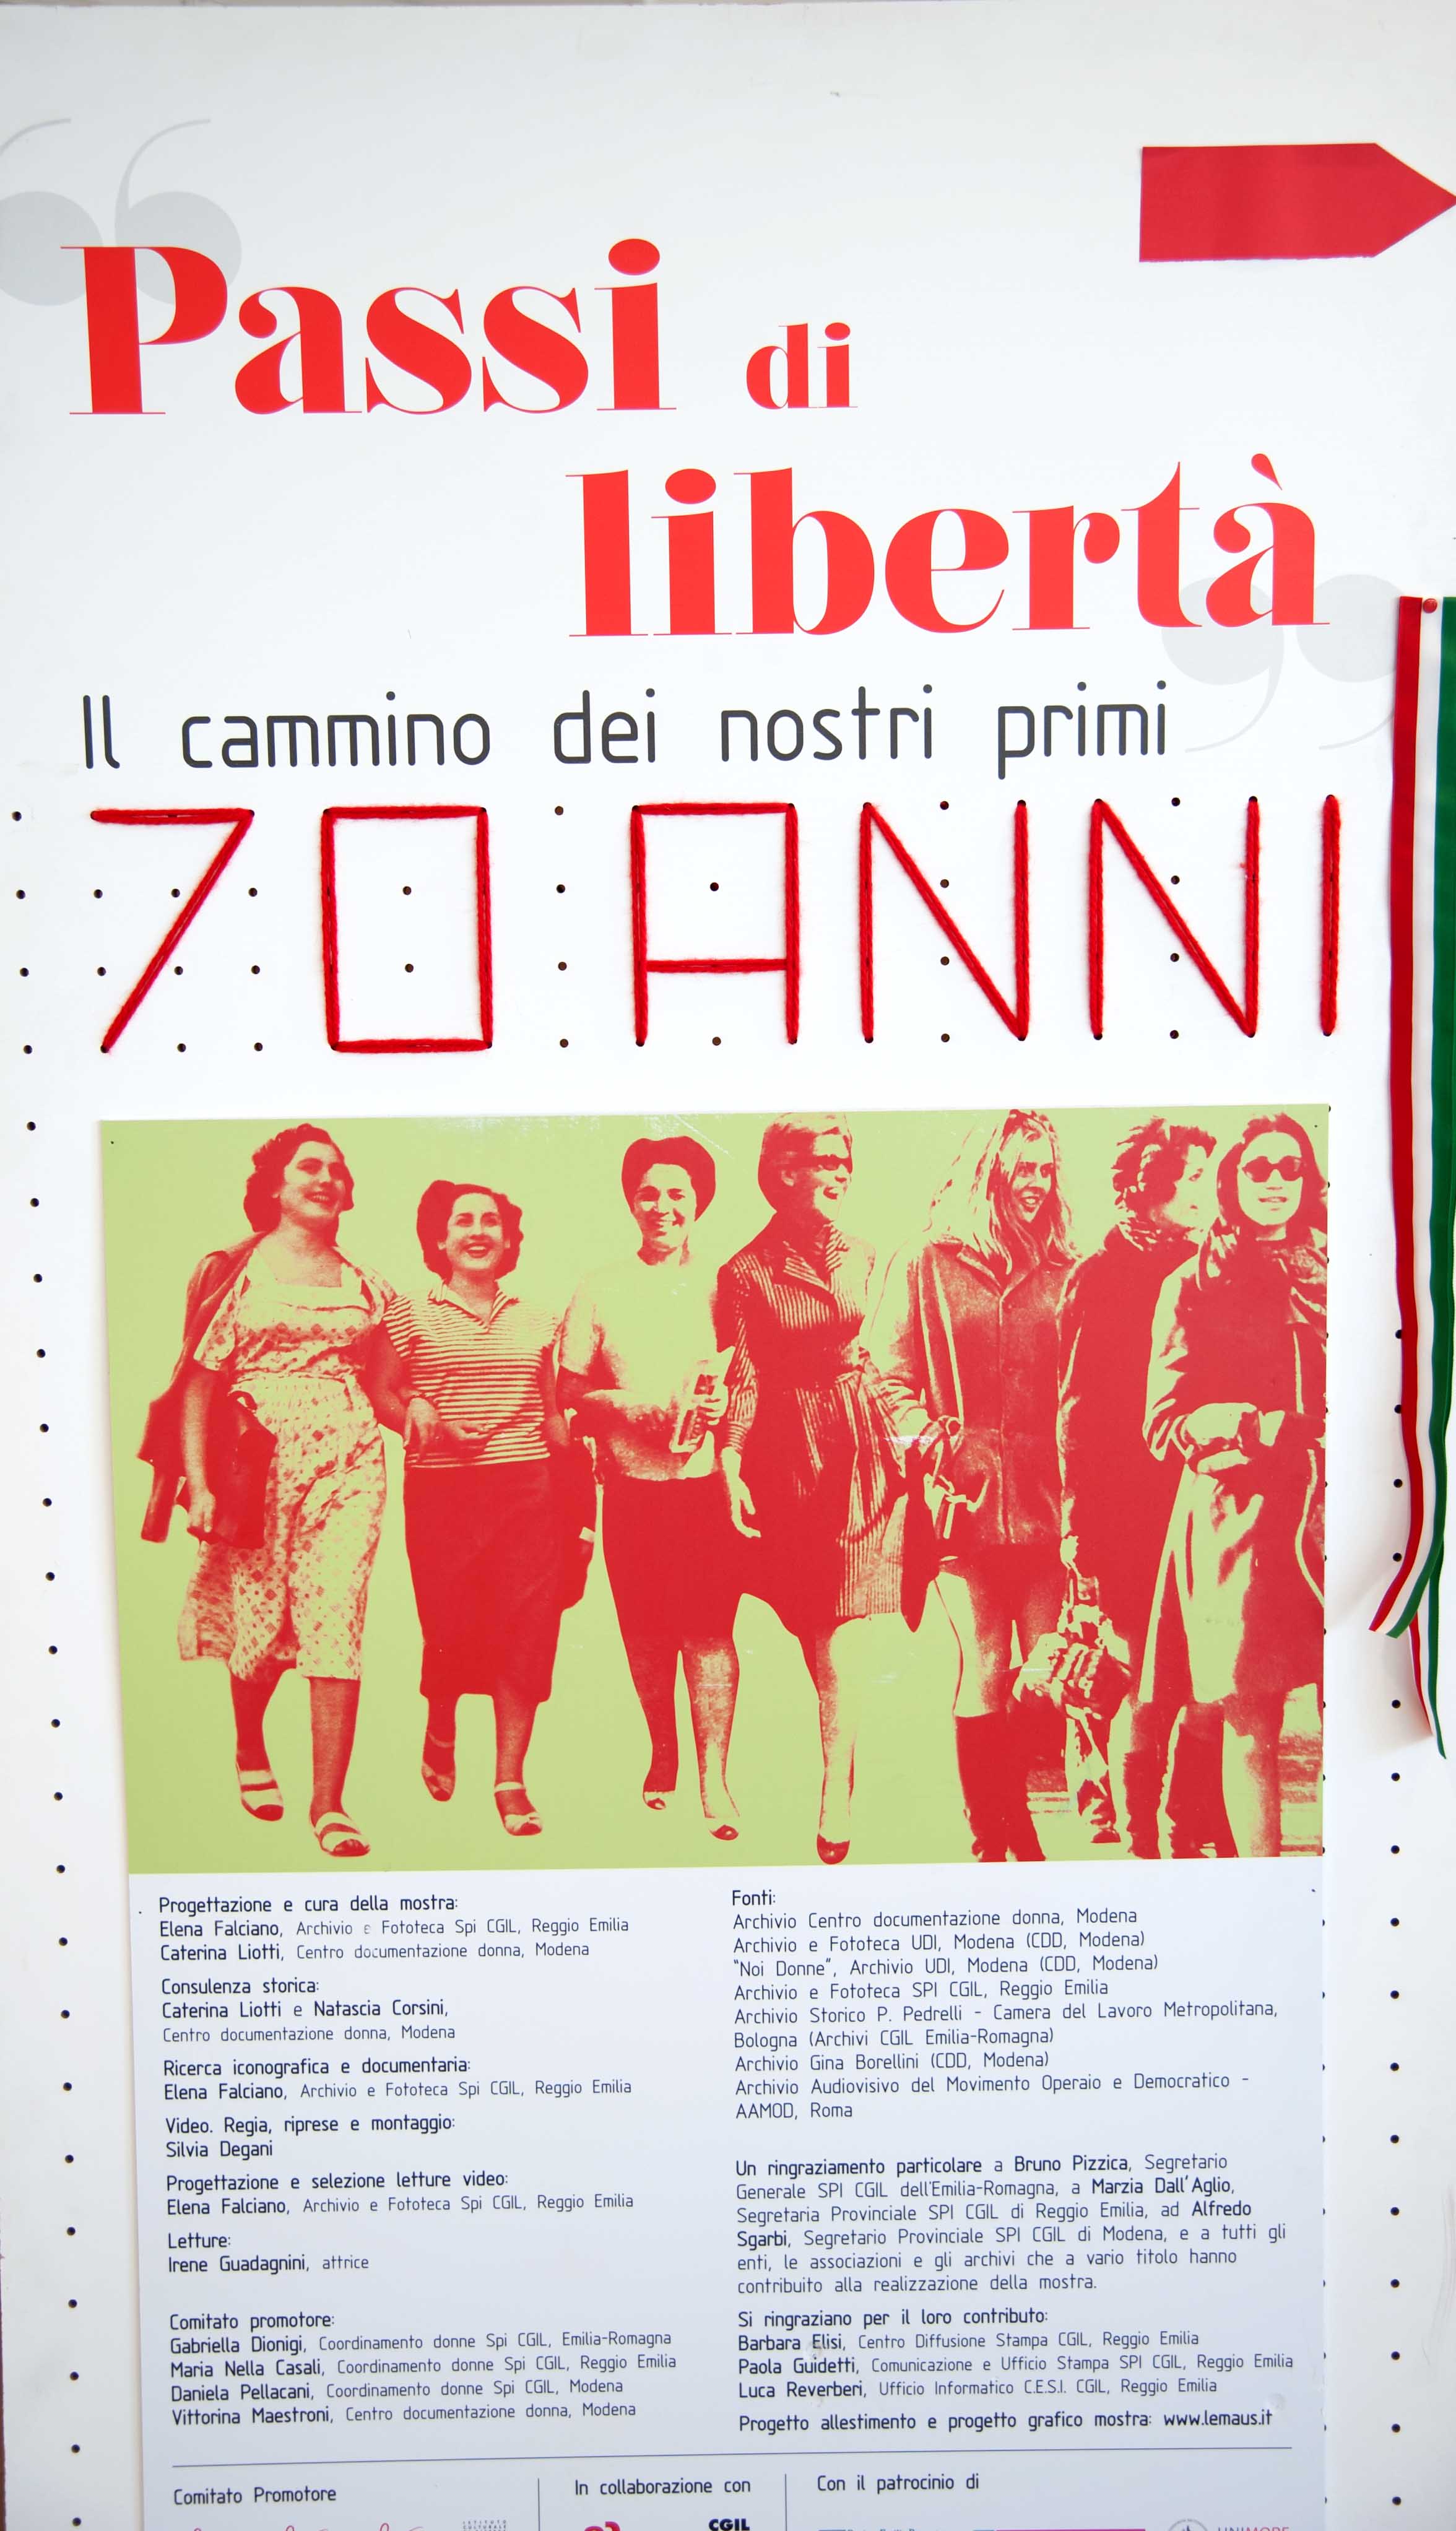 Passi di
libertà
Il cammino dei nostri primi
70 ANNI
Progettazione e cura della mostra:
Elena Falciano, Archivio e Fototeca Spi CGIL, Reggio Emilia
Caterina Liotti, Centro documentazione donna, Modena
Consulenza storica:
Caterina Liotti e Natascia Corsini,
Centro documentazione donna, Modena
Ricerca iconografica e documentaria:
Elena Falciano, Archivio e Fototeca Spi CGIL, Reggio Emilia
Video. Regia, riprese e montaggio:
Silvia Degani
Progettazione e selezione letture video:
Elena Falciano, Archivio e Fototeca Spi CGIL, Reggio Emilia
Letture:
Irene Guadagnini, attrice
Comitato promotore:
Gabriella Dionigi, Coordinamento donne Spi CGIL, Emilia-Romagna
Maria Nella Casali, Coordinamento donne Spi CGIL, Reggio Emilia
Daniela Pellacani, Coordinamento donne Spi CGIL, Modena
Vittorina Maestroni, Centro documentazione donna, Modena
Fonti:
Archivio Centro documentazione donna, Modena
Archivio e Fototeca UDI, Modena (CDD, Modena)
"Noi Donne", Archivio UDI, Modena (CDD, Modena)
Archivio e Fototeca SPI CGIL, Reggio Emilia
Archivio Storico P. Pedrelli - Camera del Lavoro Metropolitana,
Bologna (Archivi CGIL Emilia-Romagna)
Archivio Gina Borellini (CDD, Modena)
Archivio Audiovisivo del Movimento Operaio e Democratico -
AAMOD, Roma
Un ringraziamento particolare a Bruno Pizzica, Segretario
Generale SPI CGIL dell'Emilia-Romagna, a Marzia Dall'Aglio,
Segretaria Provinciale SPI CGIL di Reggio Emilia, ad Alfredo
Sgarbi, Segretario Provinciale SPI CGIL di Modena, e a tutti gli
enti, le associazioni e gli archivi che a vario titolo hanno
contribuito alla realizzazione della mostra.
Si ringraziano per il loro contributo:
Barbara Elisi, Centro Diffusione Stampa CGIL, Reggio Emilia
Paola Guidetti, Comunicazione e Ufficio Stampa SPI CGIL, Reggio Emilia
Luca Reverberi, Ufficio Informatico C.E.S.I. CGIL, Reggio Emilia
Progetto allestimento e progetto grafico mostra: www.lemaus.it
Comitato Promotore
In collaborazione con
Con il patrocinio di
CGIL